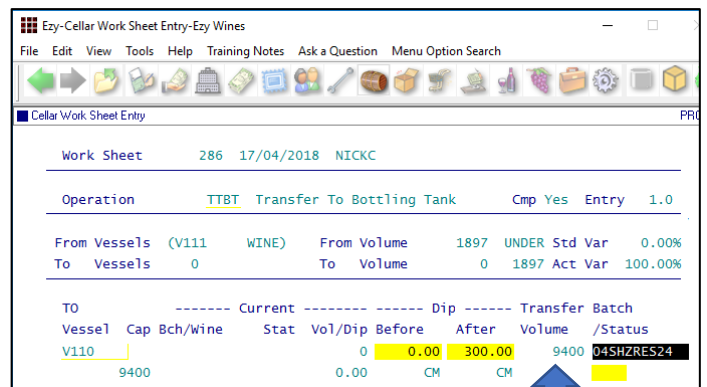 Ezy-Cellar Work Sheet Entry-Ezy Wines
File Edit View Tools Help Training Notes Ask a Question Menu Option Search
Cellar Work Sheet Entry PRO
Work Sheet 286 17/04/2018 NICKC
Operation TTBT Transfer To Bottling Tank Cmp Yes Entry 1.0
From Vessels (V111 WINE) From Volume 1897 UNDER Std Var 0.00%
To Vessels 0 To Volume 0 1897 Act Var 100.00%
TO ------- Current -------- ------ Dip ------ Transfer Batch
Vessel Cap Bch/Wine Stat Vol/Dip Before After Volume /Status
V110 0 0.00 300.00 9400 04SHZRES24
9400 0.00 CM CM